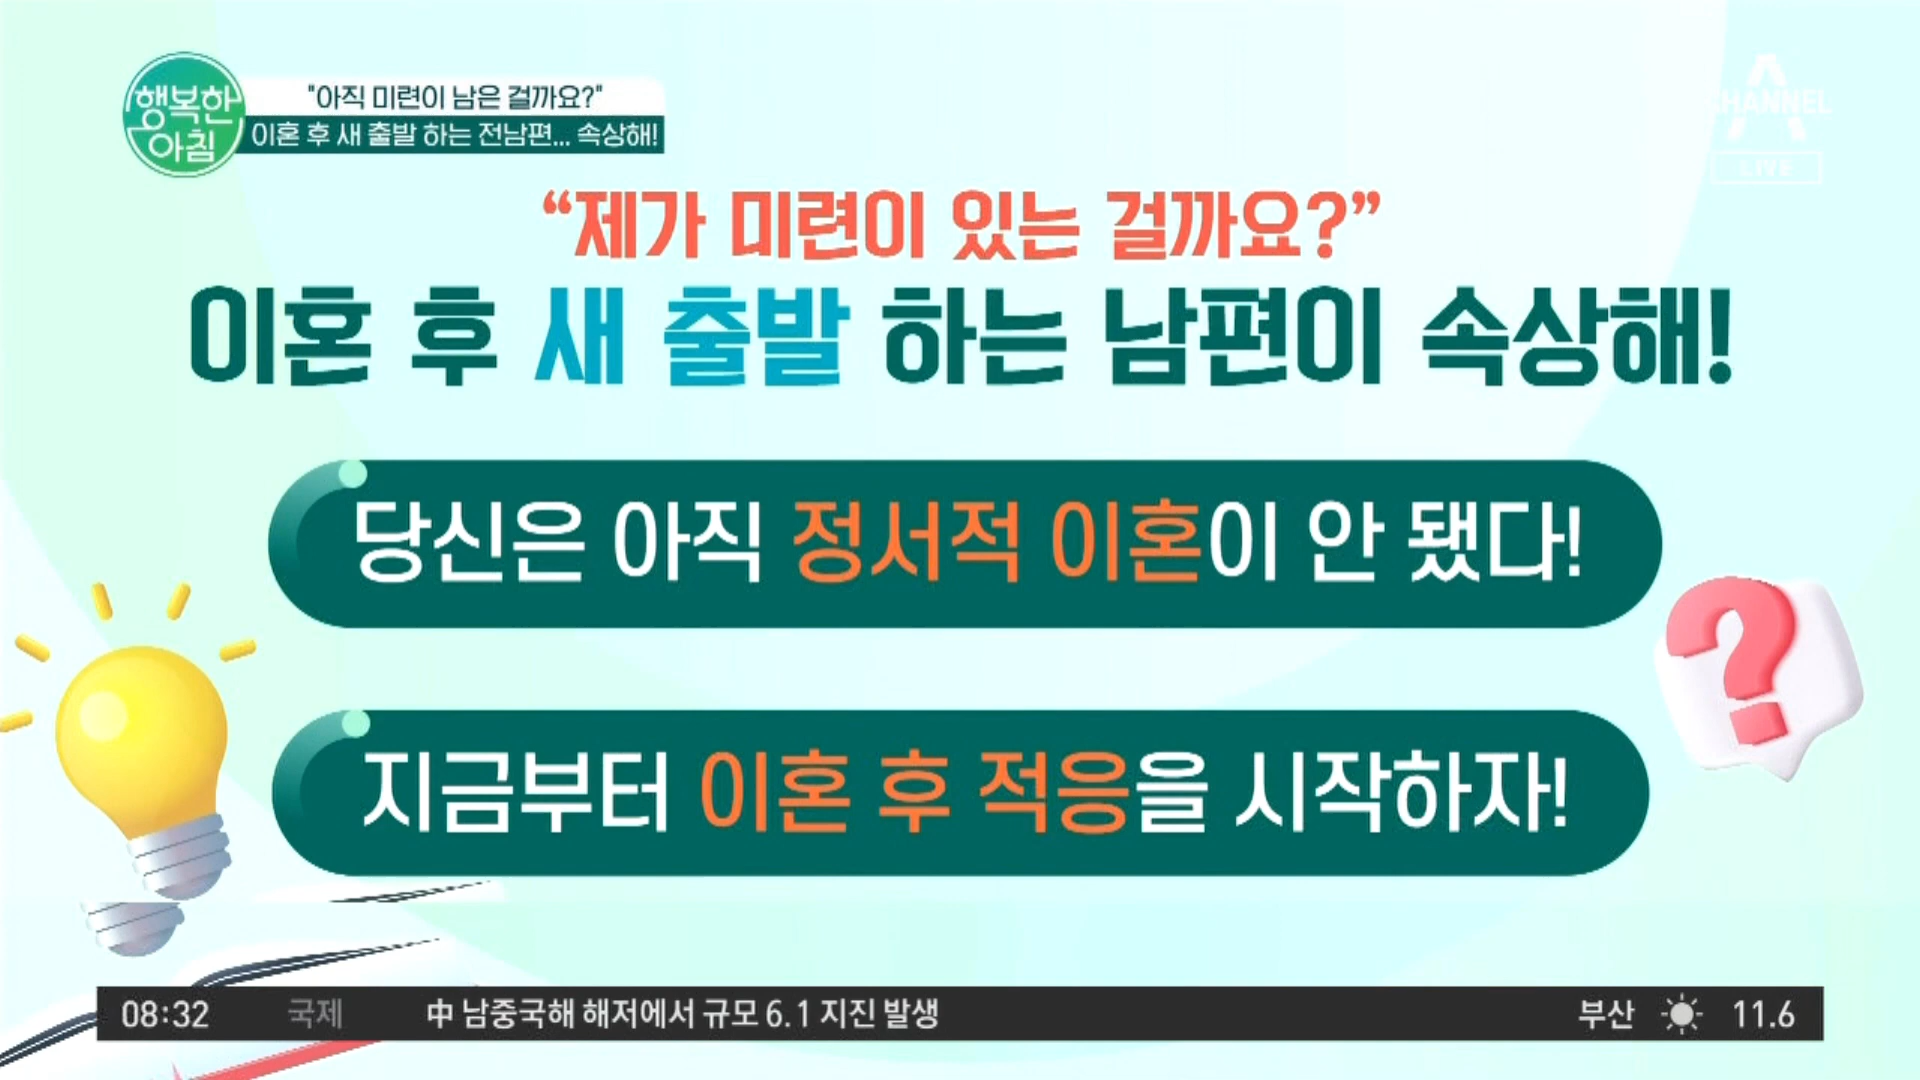 행복한
아침
"아직 미련이 남은 걸까요?"
이혼 후 새 출발 하는 전남편... 속상해!
CHANNEL A
LIVE
“제가 미련이 있는 걸까요?”
이혼 후 새 출발 하는 남편이 속상해!
당신은 아직 정서적 이혼이 안 됐다!
지금부터 이혼 후 적응을 시작하자!
?
08:32 국제 中 남중국해 해저에서 규모 6.1 지진 발생 부산 11.6